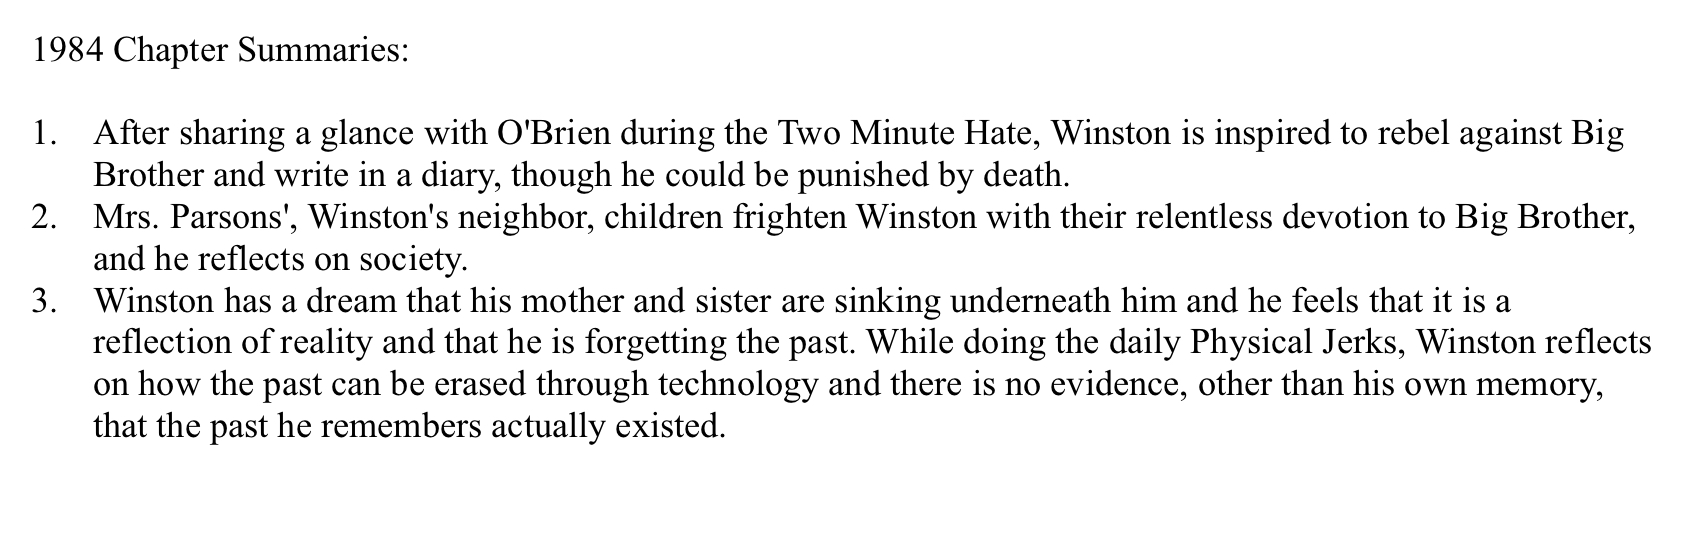 1984 Chapter Summaries:
1. After sharing a glance with O'Brien during the Two Minute Hate, Winston is inspired to rebel against Big
Brother and write in a diary, though he could be punished by death.
2. Mrs. Parsons', Winston's neighbor, children frighten Winston with their relentless devotion to Big Brother,
and he reflects on society.
3. Winston has a dream that his mother and sister are sinking underneath him and he feels that it is a
reflection of reality and that he is forgetting the past. While doing the daily Physical Jerks, Winston reflects
on how the past can be erased through technology and there is no evidence, other than his own memory,
that the past he remembers actually existed.